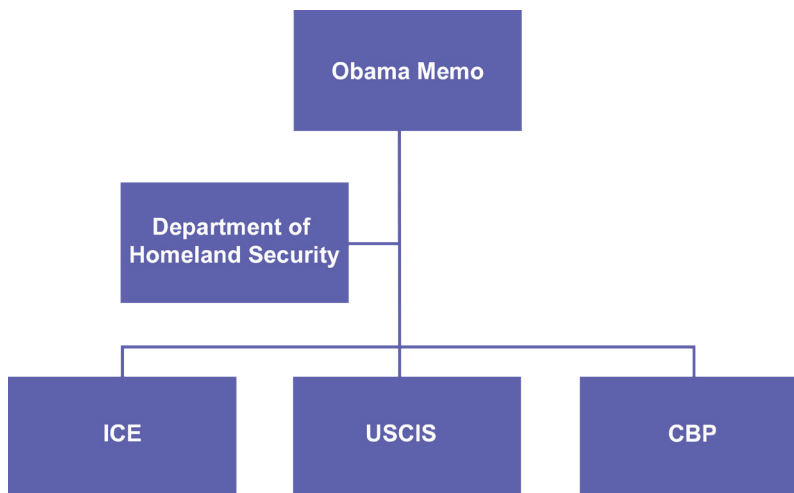 Obama Memo
Department of
Homeland Security
ICE
USCIS
CBP